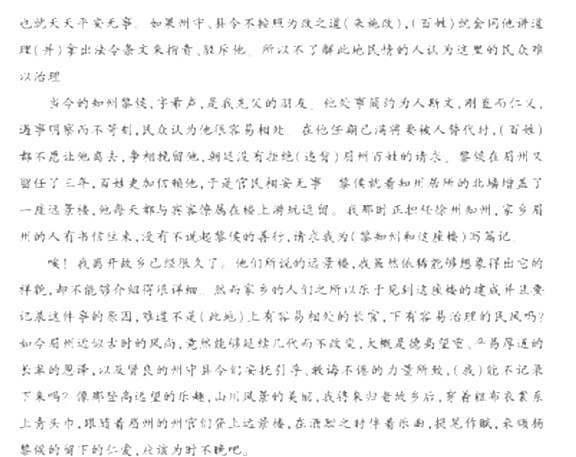 也就天天平安无事。如果州守、县令不按照为政之道(来施政),(百姓)就会同他讲道
理(并)拿出法令条文来指责、驳斥他。所以不了解此地民情的人认为这里的民众难
以治理。
当今的知州黎侯,字希声,是我先父的朋友。他处事简约为人斯文,刚直而仁义,
遇事明察而不苛刻,民众认为他很容易相处。在他任期已满将要被人替代时,(百姓)
都不愿让他离去,争相挽留他,朝廷没有拒绝(违背)眉州百姓的请求。黎侯在眉州又
留任了三年,百姓更加信赖他,于是官民相安无事。黎侯就着知州居所的北墙增盖了
一座远景楼,他每天都与宾客僚属在楼上游玩逗留。我那时正担任徐州知州,家乡眉
州的人有书信往来,没有不说起黎侯的善行,请求我为(黎知州和这座楼)写篇记。
唉!我离开故乡已经很久了。他们所说的远景楼,我虽然依稀能够想象得出它的
样貌,却不能够介绍得很详细。然而家乡的人们之所以乐于见到这座楼的建成并且要
记录这件事的原因,难道不是(此地)上有容易相处的长官,下有容易治理的民风吗?
如今眉州近似古时的风尚,竟然能够延续几代而不改变,大概是德高望重、平易厚道的
长辈的恩泽,以及贤良的州守县令们安抚引导、教诲不倦的力量所致,(我)能不记录
下来吗?像那登高远望的乐趣,山川风景的美丽,我将来归老故乡后,穿着粗布衣裳系
上青头巾,跟随着眉州的州官们登上远景楼,在酒酣之时伴着乐曲,提笔作赋,来颂扬
黎侯的留下的仁爱,应该为时不晚吧。